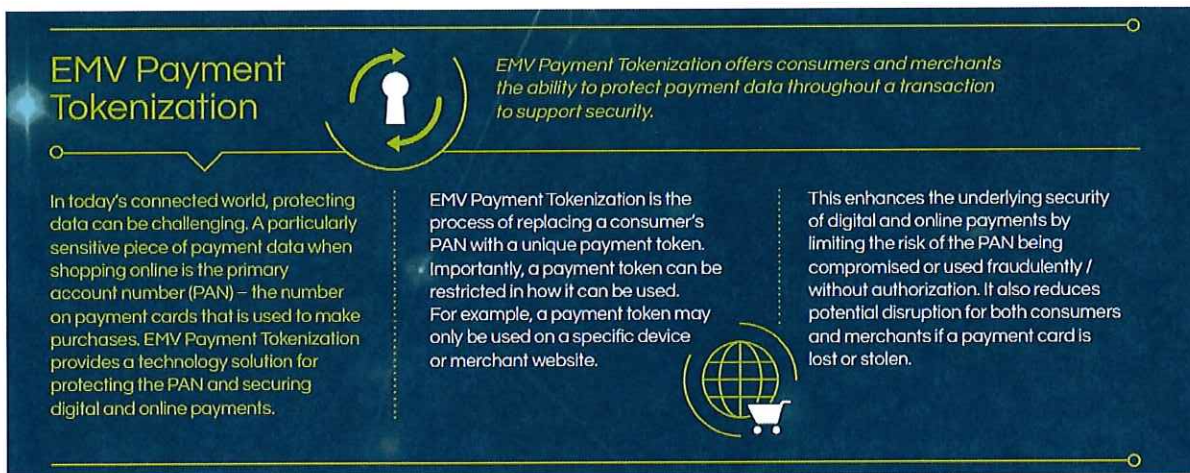 EMV Payment
Tokenization
EMV Payment Tokenization offers consumers and merchants
the ability to protect payment data throughout a transaction
to support security.
In today's connected world, protecting
data can be challenging. A particularly
sensitive piece of payment data when
shopping online is the primary
account number (PAN) – the number
on payment cards that is used to make
purchases. EMV Payment Tokenization
provides a technology solution for
protecting the PAN and securing
digital and online payments.
EMV Payment Tokenization is the
process of replacing a consumer's
PAN with a unique payment token.
Importantly, a payment token can be
restricted in how it can be used.
For example, a payment token may
only be used on a specific device
or merchant website.
This enhances the underlying security
of digital and online payments by
limiting the risk of the PAN being
compromised or used fraudulently /
without authorization. It also reduces
potential disruption for both consumers
and merchants if a payment card is
lost or stolen.